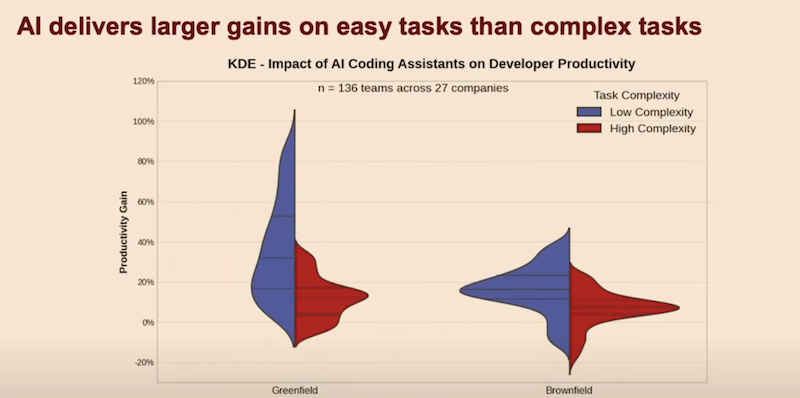 AI delivers larger gains on easy tasks than complex tasks
KDE - Impact of AI Coding Assistants on Developer Productivity
n = 136 teams across 27 companies
Task Complexity
Low Complexity
High Complexity
Productivity Gain
120%
100%
80%
60%
40%
20%
0%
-20%
Greenfield
Brownfield